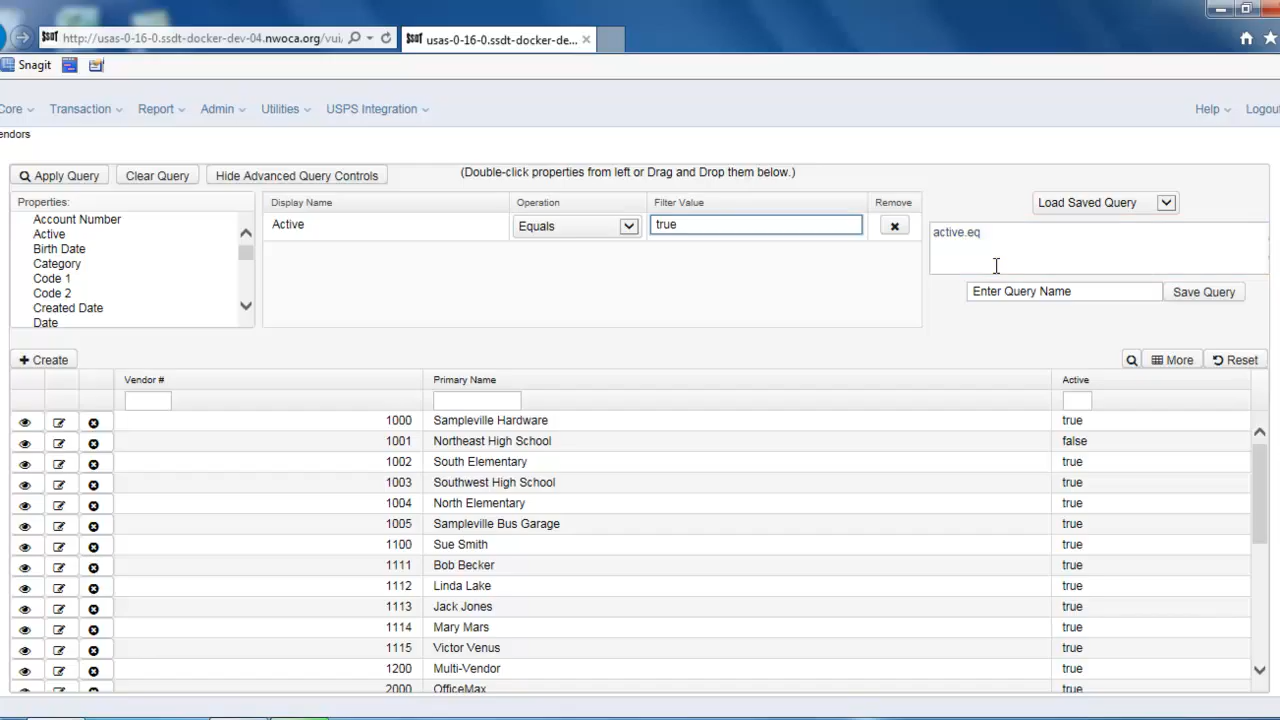 SSDT http://usas-0-16-0.ssdt-docker-dev-04.nwoca.org/vui, SSDT usas-0-16-0.ssdt-docker-de...
Snagit
Core Transaction Report Admin Utilities USPS Integration Help Logout
endors
Apply Query Clear Query Hide Advanced Query Controls (Double-click properties from left or Drag and Drop them below.)
Properties: Display Name Operation Filter Value Remove Load Saved Query
Account Number
Active Active Equals true active.eq
Birth Date
Category
Code 1
Code 2 Enter Query Name Save Query
Created Date
Date
Create More Reset
Vendor # Primary Name Active
1000 Sampleville Hardware true
1001 Northeast High School false
1002 South Elementary true
1003 Southwest High School true
1004 North Elementary true
1005 Sampleville Bus Garage true
1100 Sue Smith true
1111 Bob Becker true
1112 Linda Lake true
1113 Jack Jones true
1114 Mary Mars true
1115 Victor Venus true
1200 Multi-Vendor true
2000 OfficeMax true